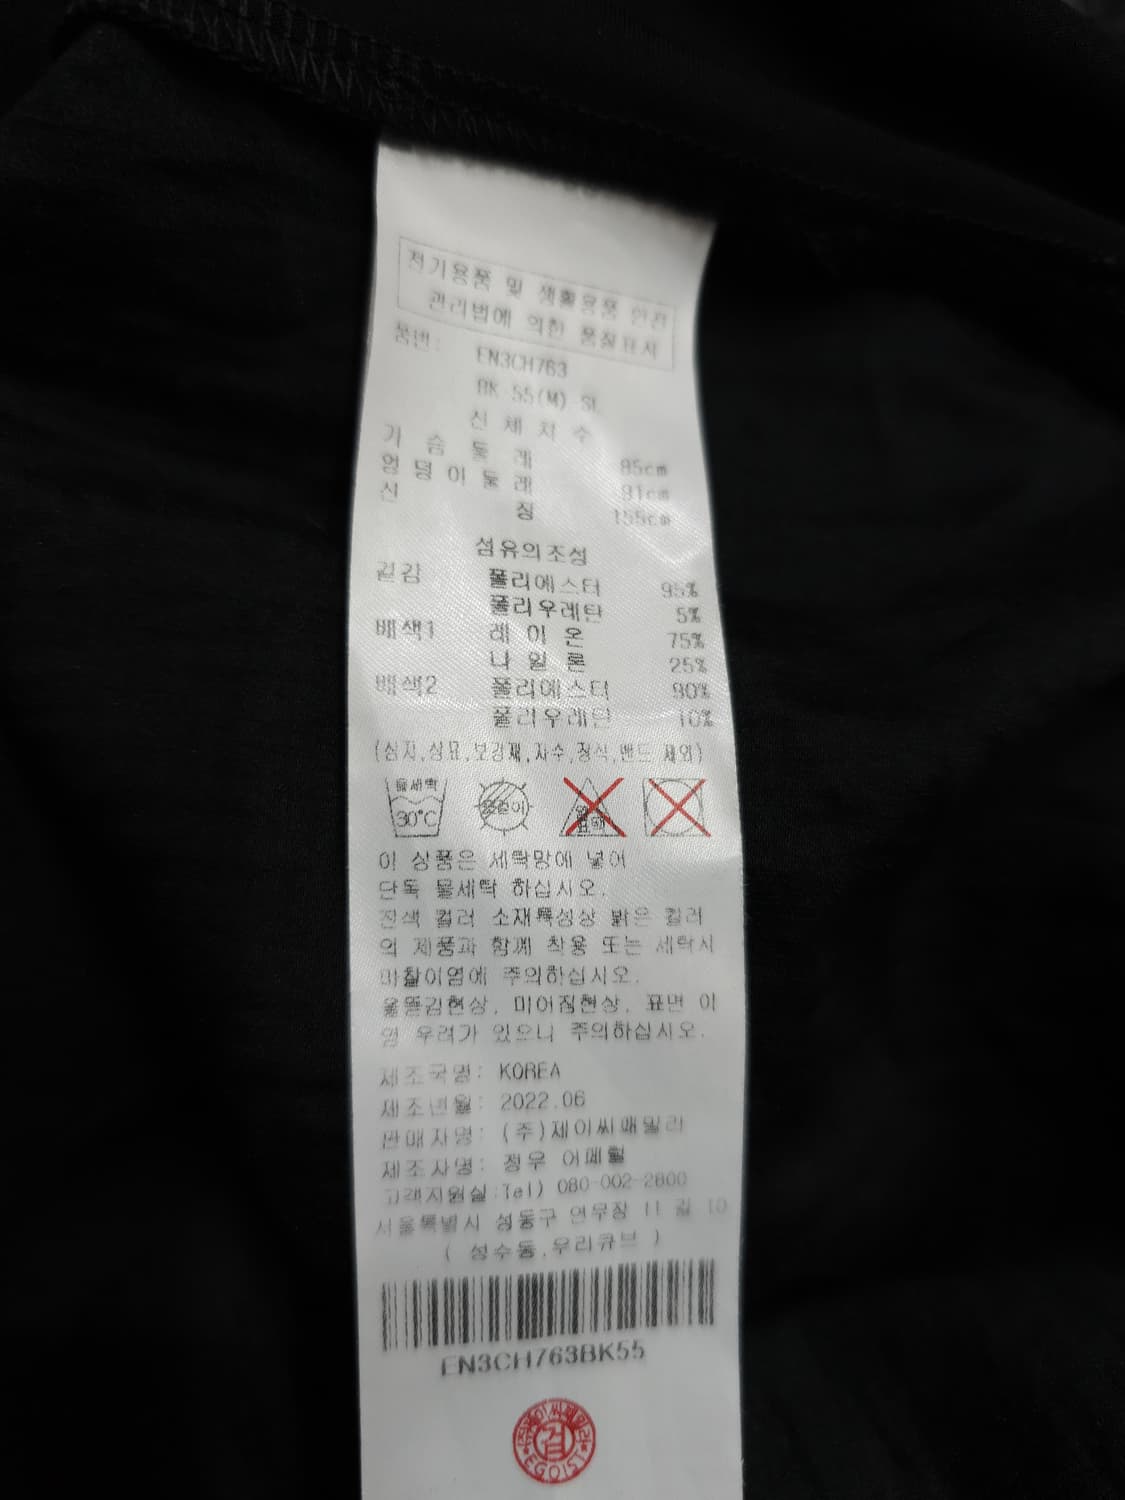 전기용품 및 생활용품 안전
관리법에 의한 품질표시
품번: EN3CH763
BK 55(M) SL
신 체 치 수
가 슴 둘 레 85cm
엉 덩 이 둘 레 91cm
신 장 155cm
섬유의조성
겉감 폴리에스터 95%
폴리우레탄 5%
배색1 레 이 온 75%
나 일 론 25%
배색2 폴리에스터 90%
폴리우레탄 10%
(심지,상표,보강재,자수,장식,밴드 제외)
물세탁 30°C
이 상품은 세탁망에 넣어
단독 물세탁 하십시오.
진색 컬러 소재특성상 밝은 컬러
의 제품과 함께 착용 또는 세탁시
마찰이염에 주의하십시오.
올뜯김현상, 미어짐현상, 표면 이
염 우려가 있으니 주의하십시오.
제조국명: KOREA
제조년월: 2022.06
판매자명: (주)제이씨패밀리
제조자명: 정우 어패럴
고객지원실:Tel) 080-002-2800
서울특별시 성동구 연무장 11 길 10
( 성수동,우리큐브 )
EN3CH763BK55
(주)제이씨패밀리
검
EGOIST